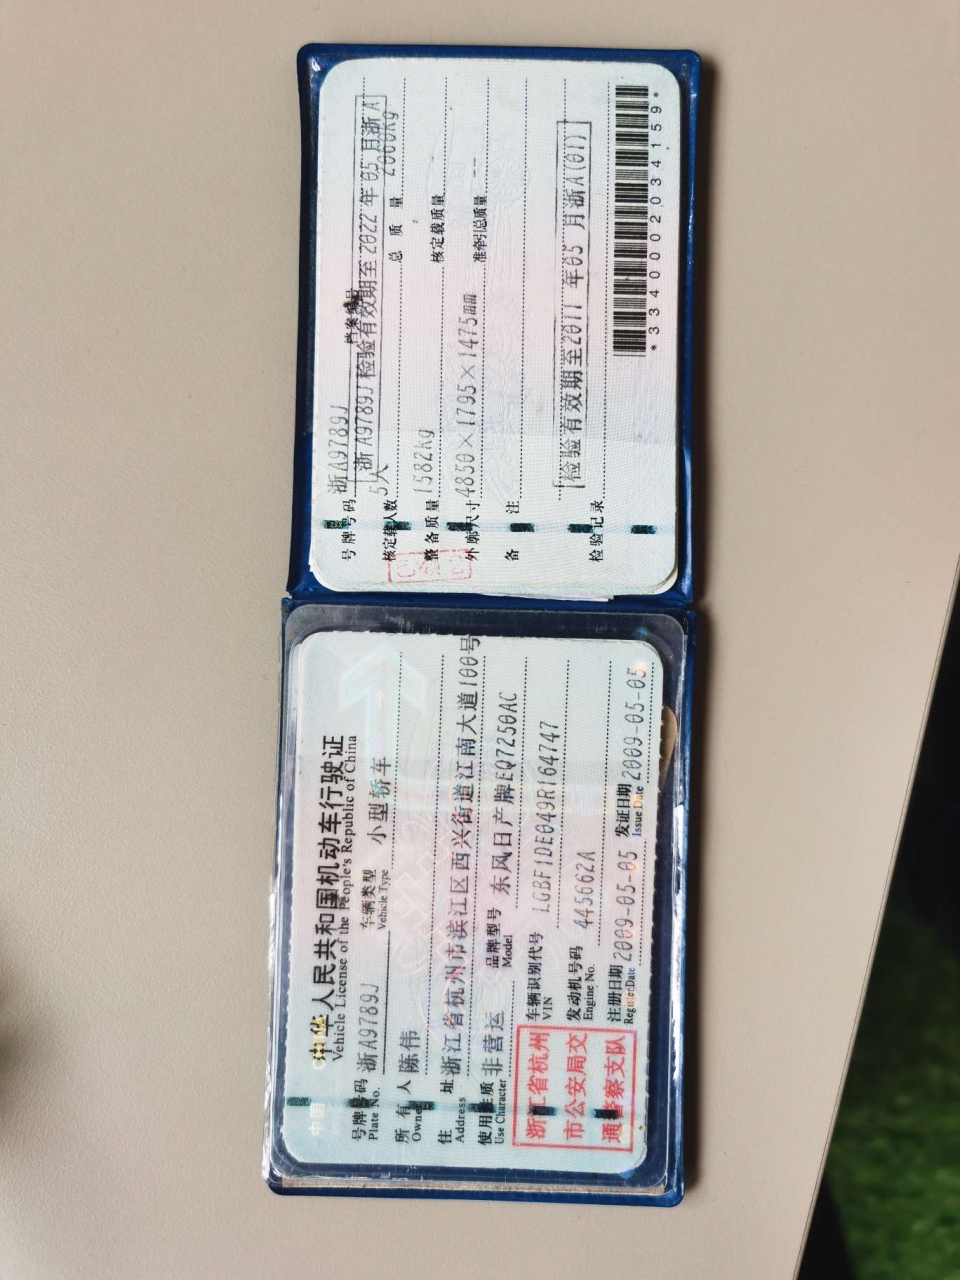 中华人民共和国机动车行驶证
Vehicle License of the People's Republic of China
号牌号码 浙A9789J 车辆类型 小型轿车
Plate No. Vehicle Type
所有人 陈伟
Owner
住址 浙江省杭州市滨江区西兴街道江南大道100号
Address
使用性质 非营运 品牌型号 东风日产牌EQ7250AC
Use Character Model
浙江省杭州
市公安局交
通警察支队
车辆识别代号 LGBF1DE049R164747
VIN
发动机号码 445662A
Engine No.
注册日期 2009-05-05 发证日期 2009-05-05
Register Date Issue Date
号牌号码 浙A9789J 档案编号
浙A9789J 检验有效期至2022年05月浙A
核定载人数 5人 总质量 2000kg
整备质量 1582kg 核定载质量
外廓尺寸 4850×1795×1475mm 准牵引总质量 --
备注
检验有效期至2011年05月浙A(01)
检验记录
*3340002034159*